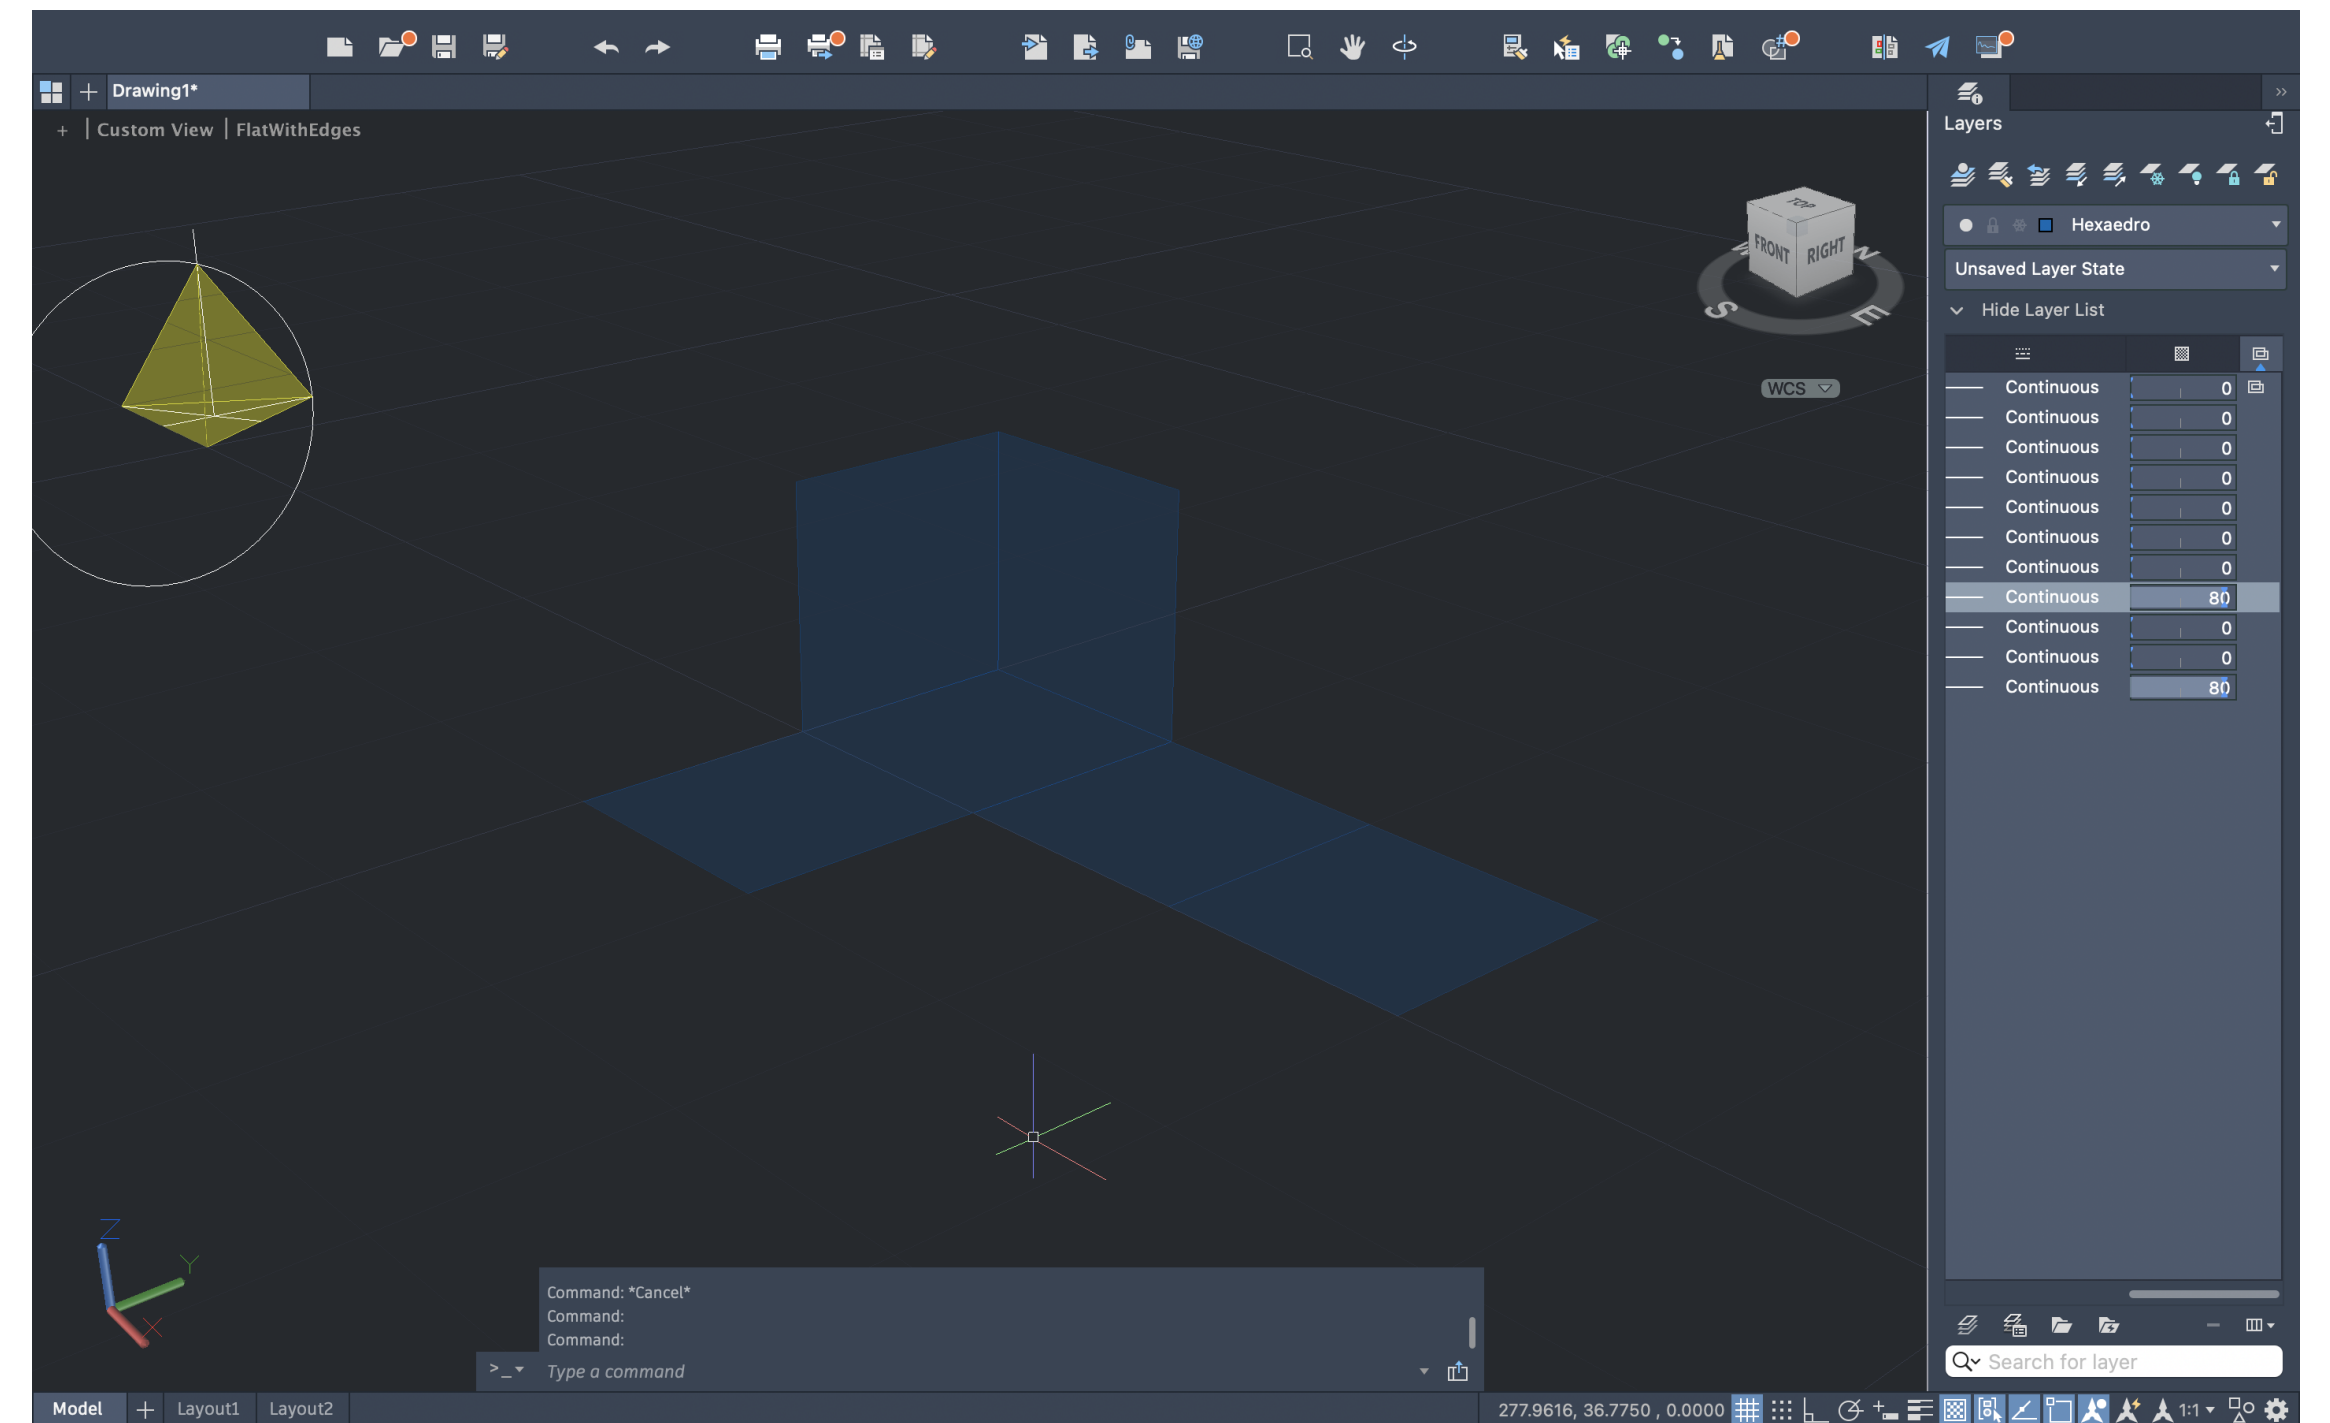 Drawing1*
+ | Custom View | FlatWithEdges
TOP
FRONT
RIGHT
W
N
S
E
WCS
Z
Y
X
Command: *Cancel*
Command:
Command:
>_ Type a command
Layers
Hexaedro
Unsaved Layer State
Hide Layer List
Continuous 0
Continuous 0
Continuous 0
Continuous 0
Continuous 0
Continuous 0
Continuous 0
Continuous 80
Continuous 0
Continuous 0
Continuous 80
Search for layer
Model + Layout1 Layout2
277.9616, 36.7750 , 0.0000
1:1